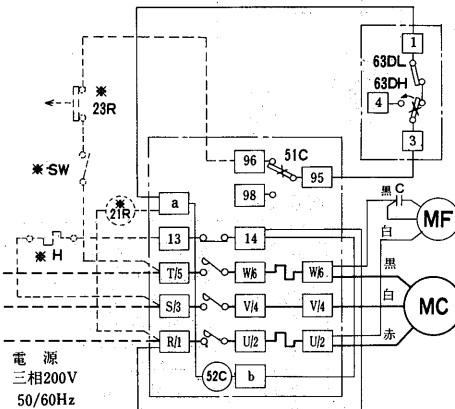 1
63DL
63DH
4
3
※
23R
※SW
96
51C
95
98
※
21R
a
※H
13
14
黒
C
MF
白
T/5
W/6
W/6
黒
S/3
V/4
V/4
白
MC
R/1
U/2
U/2
赤
52C
b
電 源
三相200V
50/60Hz